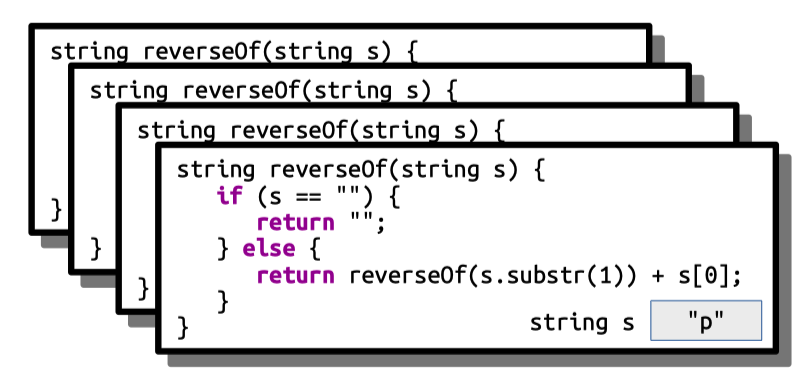 string reverseOf(string s) {
string reverseOf(string s) {
string reverseOf(string s) {
string reverseOf(string s) {
if (s == "") {
return "";
} else {
return reverseOf(s.substr(1)) + s[0];
}
}
string s "p"
}
}
}